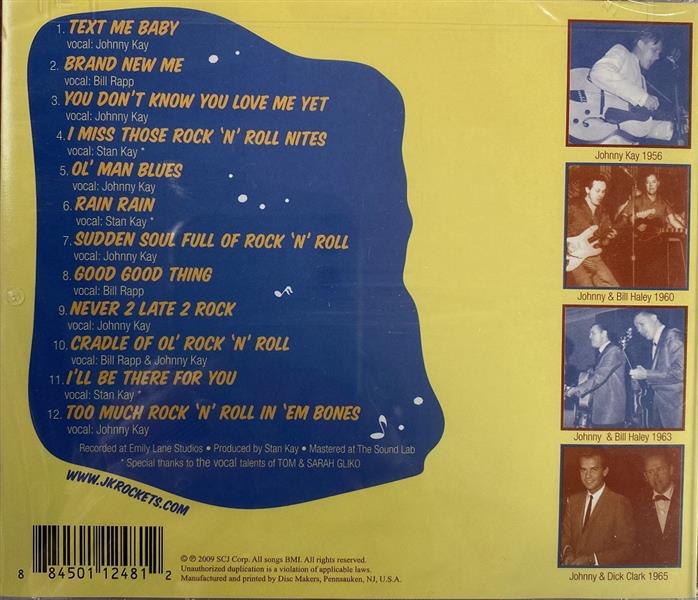 1. TEXT ME BABY
vocal: Johnny Kay
2. BRAND NEW ME
vocal: Bill Rapp
3. YOU DON'T KNOW YOU LOVE ME YET
vocal: Johnny Kay
4. I MISS THOSE ROCK 'N' ROLL NITES
vocal: Stan Kay *
5. OL' MAN BLUES
vocal: Johnny Kay
6. RAIN RAIN
vocal: Stan Kay *
7. SUDDEN SOUL FULL OF ROCK 'N' ROLL
vocal: Johnny Kay
8. GOOD GOOD THING
vocal: Bill Rapp
9. NEVER 2 LATE 2 ROCK
vocal: Johnny Kay
10. CRADLE OF OL' ROCK 'N' ROLL
vocal: Bill Rapp & Johnny Kay
11. I'LL BE THERE FOR YOU
vocal: Stan Kay *
12. TOO MUCH ROCK 'N' ROLL IN 'EM BONES
vocal: Johnny Kay
Recorded at Emily Lane Studios • Produced by Stan Kay • Mastered at The Sound Lab
* Special thanks to the vocal talents of TOM & SARAH GLIKO
WWW.JKROCKETS.COM
Johnny Kay 1956
Johnny & Bill Haley 1960
Johnny & Bill Haley 1963
Johnny & Dick Clark 1965
8 84501 12481 2
© ℗ 2009 SCJ Corp. All songs BMI. All rights reserved.
Unauthorized duplication is a violation of applicable laws.
Manufactured and printed by Disc Makers, Pennsauken, NJ, U.S.A.